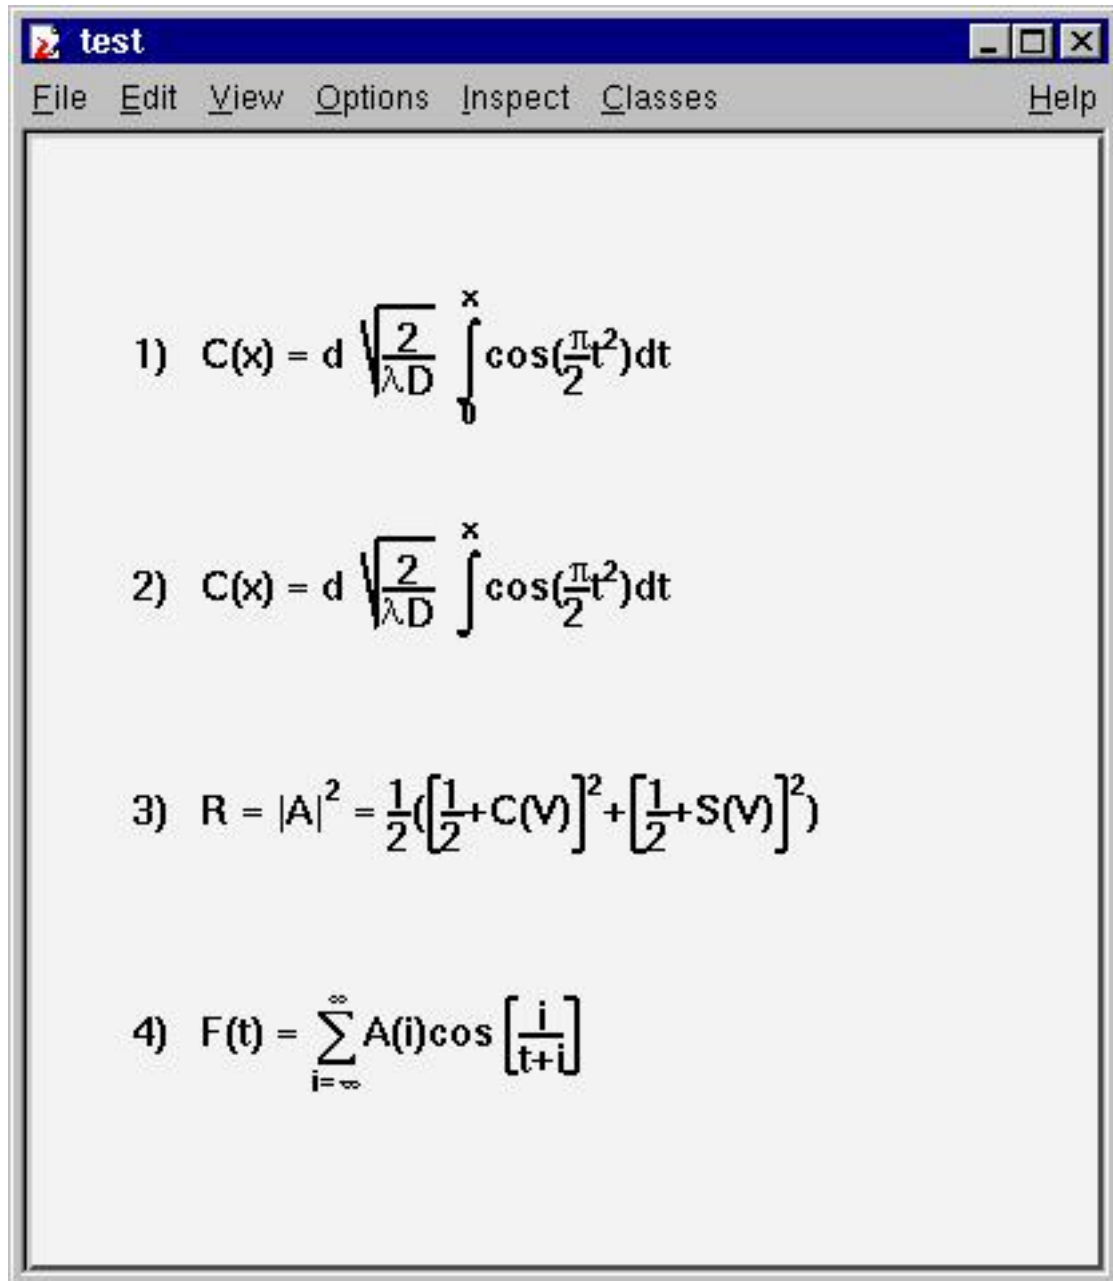 test
File Edit View Options Inspect Classes Help
1) C(x) = d √(2/λD) ∫₀ˣ cos(π/2 t²)dt
2) C(x) = d √(2/λD) ∫ˣ cos(π/2 t²)dt
3) R = |A|² = 1/2([1/2+C(V)]²+[1/2+S(V)]²)
4) F(t) = ∑_{i=∞}^{∞} A(i)cos [i/t+i]